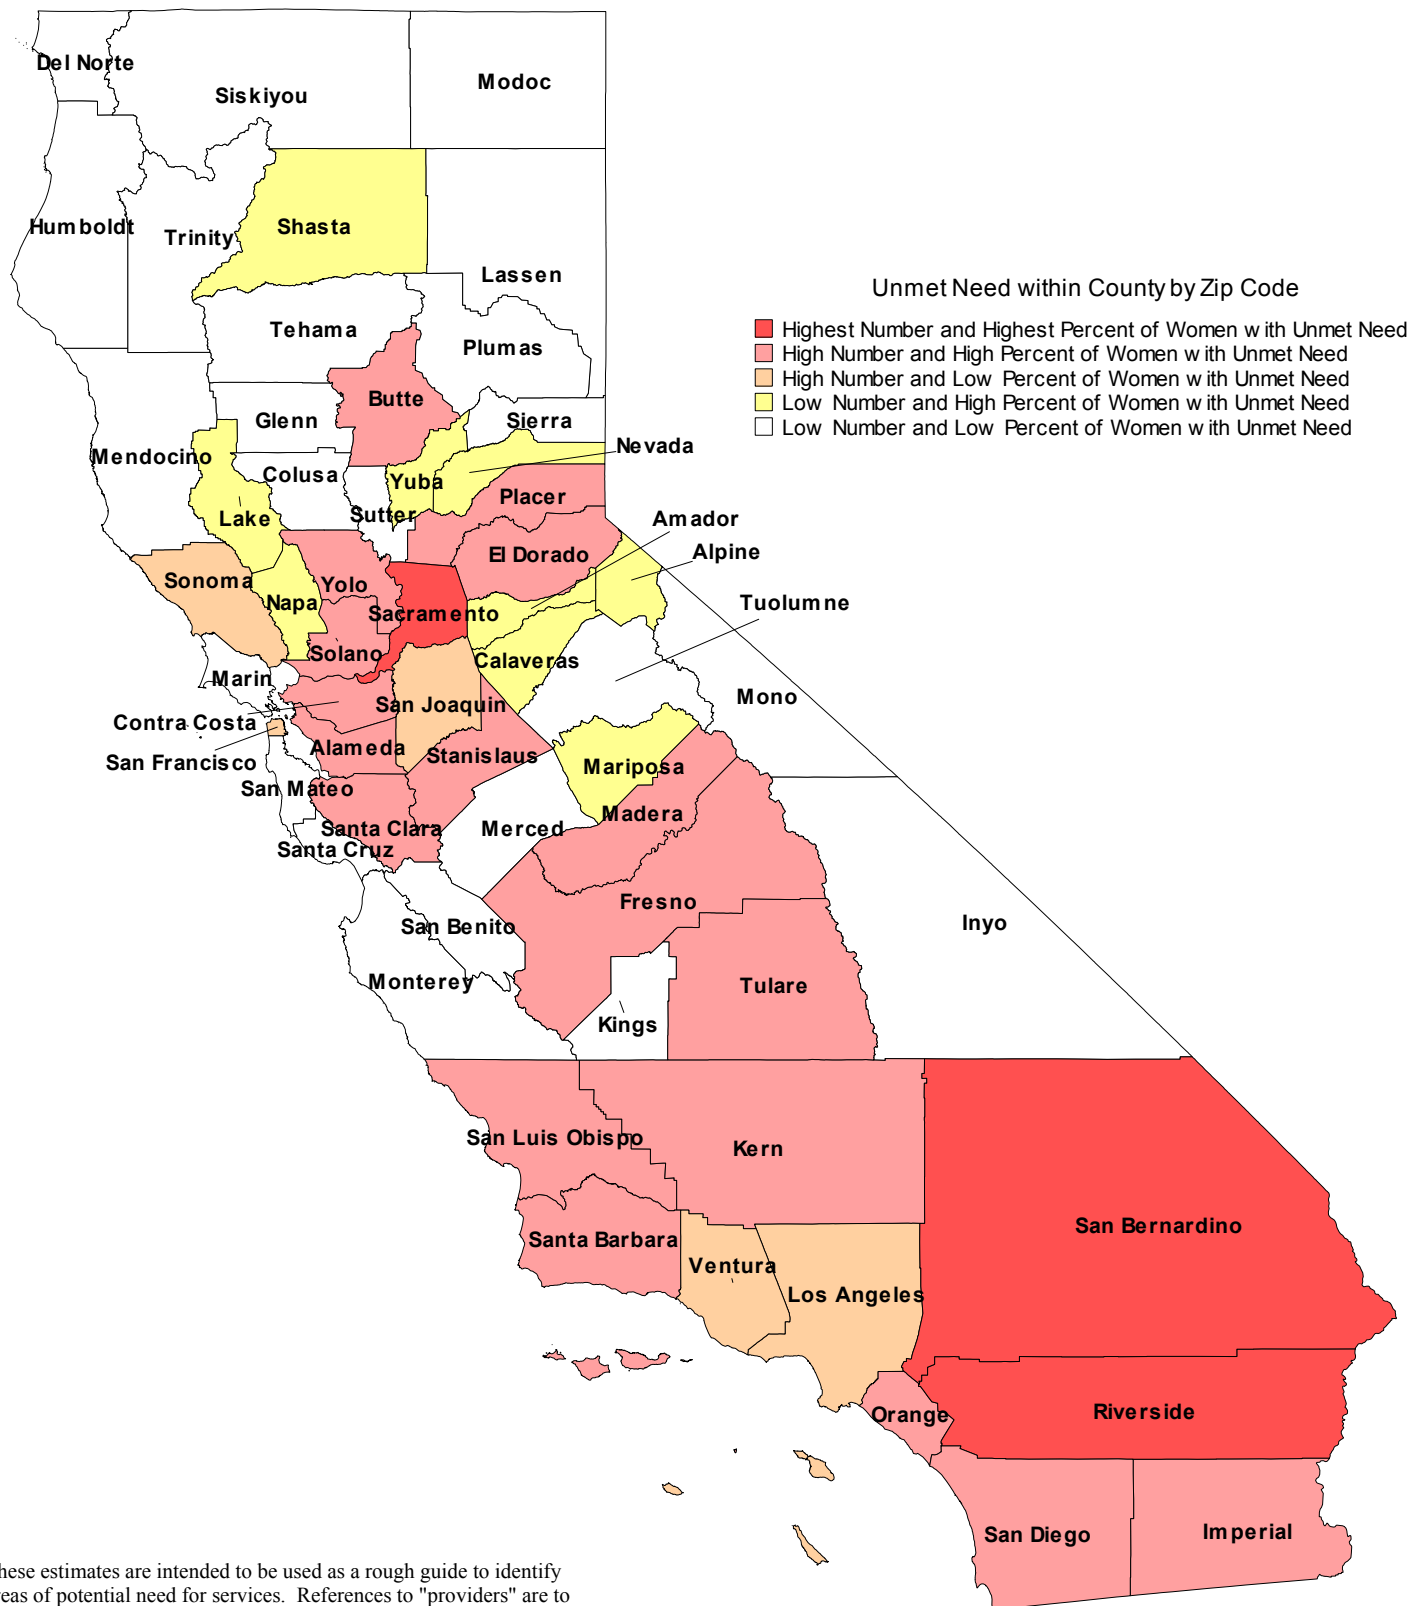 Del Norte
Siskiyou
Modoc
Humboldt
Trinity
Shasta
Lassen
Unmet Need within County by Zip Code
Highest Number and Highest Percent of Women with Unmet Need
High Number and High Percent of Women with Unmet Need
High Number and Low Percent of Women with Unmet Need
Low Number and High Percent of Women with Unmet Need
Low Number and Low Percent of Women with Unmet Need
Tehama
Plumas
Butte
Glenn
Sierra
Nevada
Mendocino
Colusa
Yuba
Placer
Lake
Sutter
Amador
El Dorado
Alpine
Sonoma
Yolo
Napa
Sacramento
Tuolumne
Solano
Calaveras
Marin
San Joaquin
Mono
Contra Costa
Alameda
Stanislaus
San Francisco
Mariposa
San Mateo
Madera
Santa Clara
Merced
Santa Cruz
Fresno
San Benito
Inyo
Monterey
Tulare
Kings
San Luis Obispo
Kern
San Bernardino
Santa Barbara
Ventura
Los Angeles
Orange
Riverside
San Diego
Imperial
hese estimates are intended to be used as a rough guide to identify
reas of potential need for services. References to "providers" are to